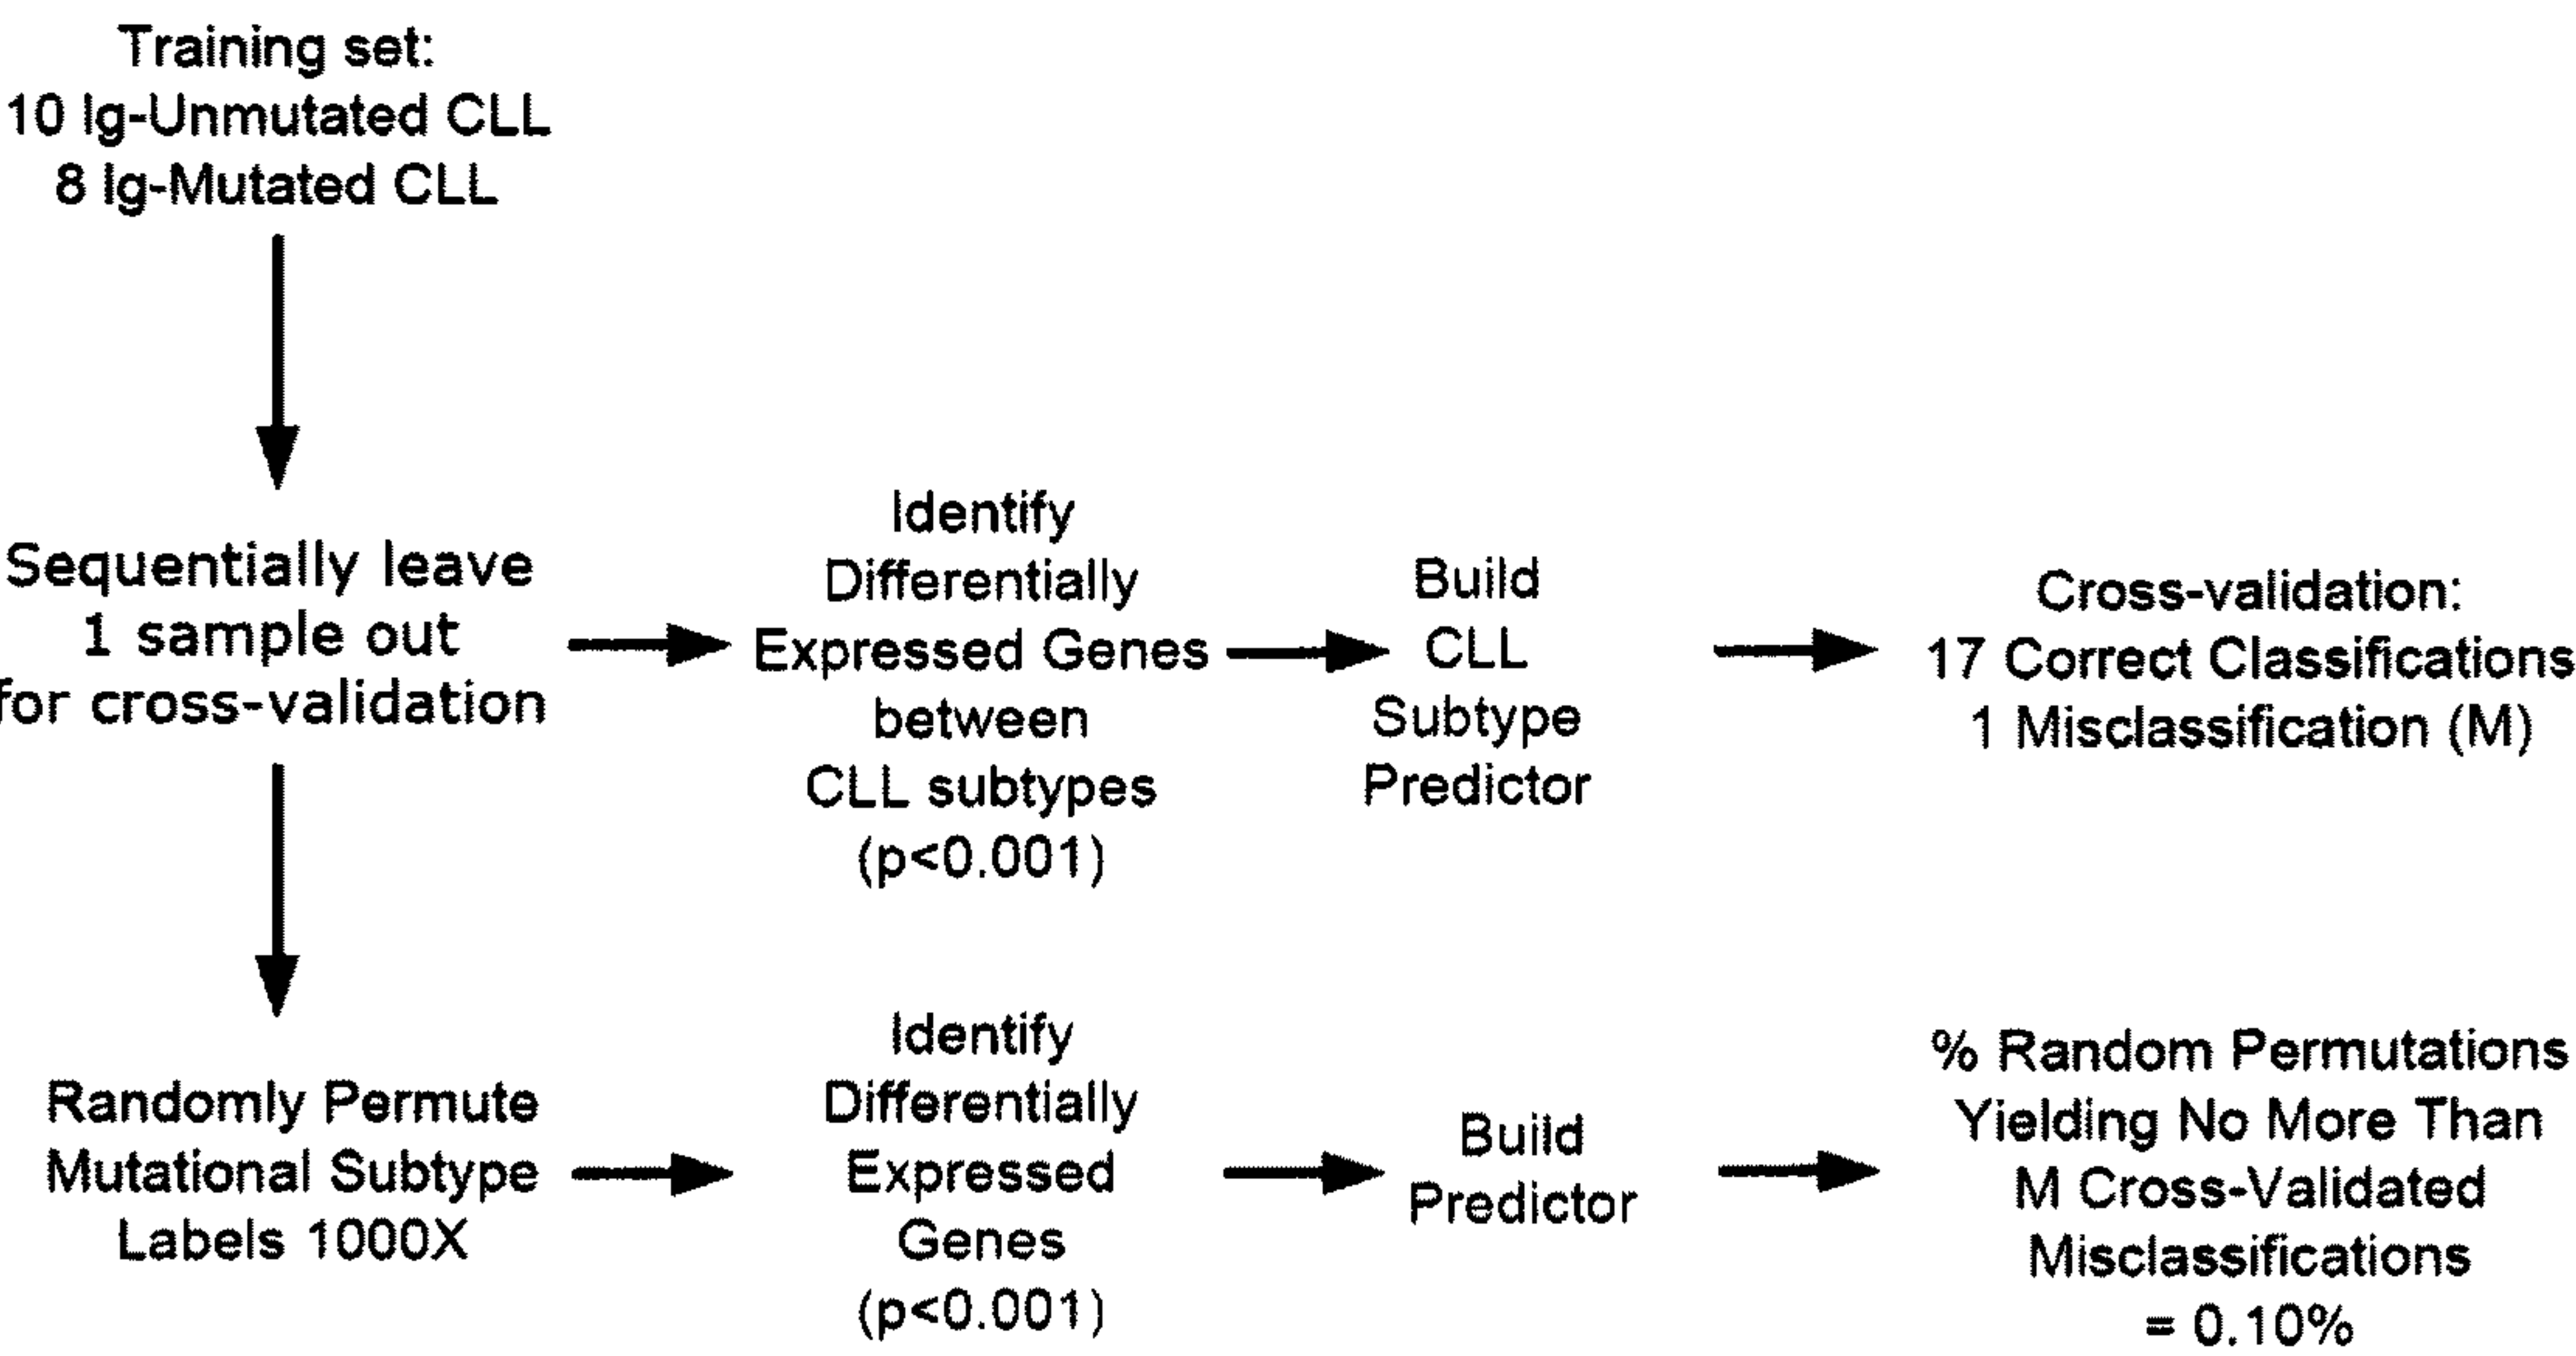 Training set:
10 Ig-Unmutated CLL
8 Ig-Mutated CLL
Sequentially leave
1 sample out
for cross-validation
Identify
Differentially
Expressed Genes
between
CLL subtypes
(p<0.001)
Build
CLL
Subtype
Predictor
Cross-validation:
17 Correct Classifications
1 Misclassification (M)
Randomly Permute
Mutational Subtype
Labels 1000X
Identify
Differentially
Expressed
Genes
(p<0.001)
Build
Predictor
% Random Permutations
Yielding No More Than
M Cross-Validated
Misclassifications
= 0.10%